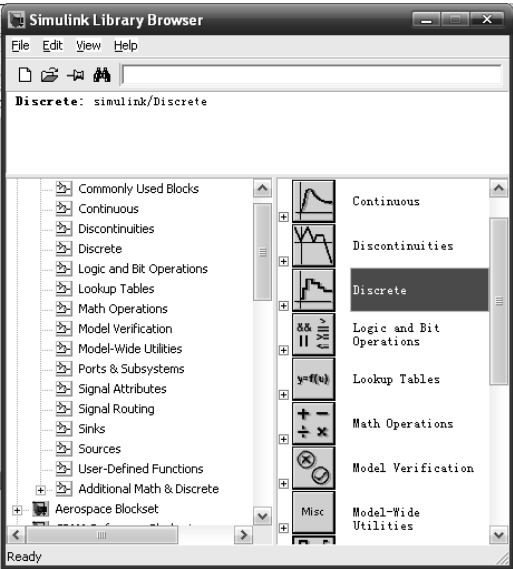 Simulink Library Browser
File Edit View Help
Discrete: simulink/Discrete
Commonly Used Blocks
Continuous
Discontinuities
Discrete
Logic and Bit Operations
Lookup Tables
Math Operations
Model Verification
Model-Wide Utilities
Ports & Subsystems
Signal Attributes
Signal Routing
Sinks
Sources
User-Defined Functions
Additional Math & Discrete
Aerospace Blockset
Continuous
Discontinuities
Discrete
&& || Logic and Bit
Operations
y=f(u) Lookup Tables
+ − ÷ × Math Operations
Model Verification
Misc Model-Wide
Utilities
Ready